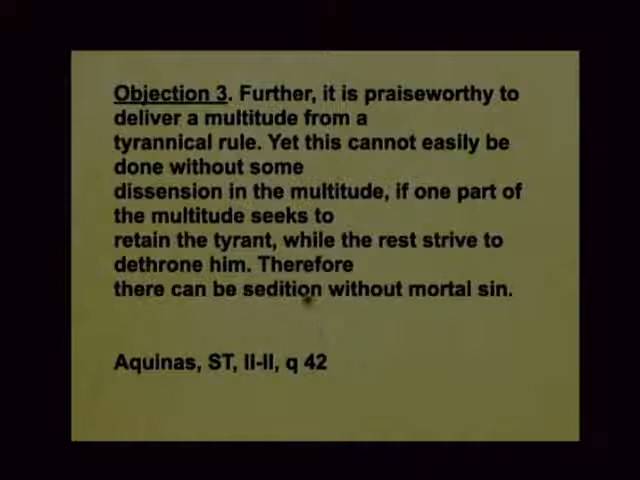 Objection 3. Further, it is praiseworthy to
deliver a multitude from a
tyrannical rule. Yet this cannot easily be
done without some
dissension in the multitude, if one part of
the multitude seeks to
retain the tyrant, while the rest strive to
dethrone him. Therefore
there can be sedition without mortal sin.
Aquinas, ST, II-II, q 42